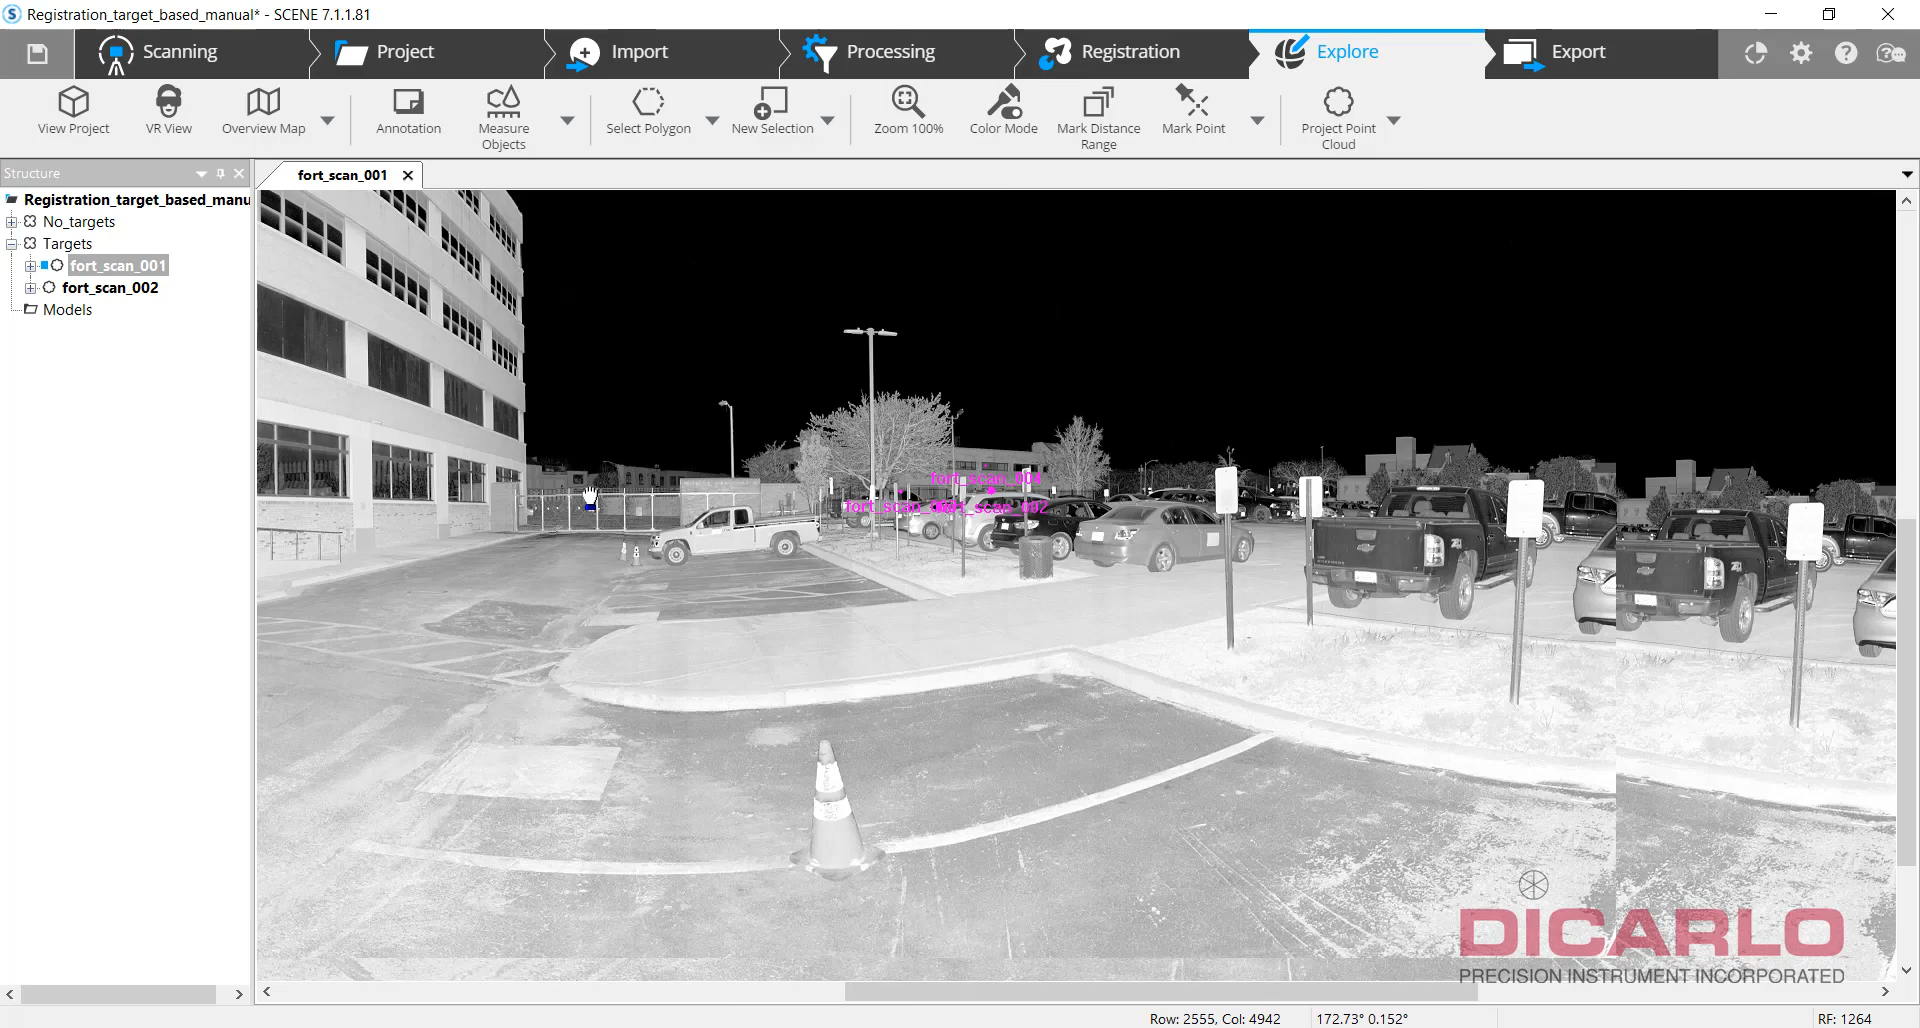 Registration_target_based_manual* - SCENE 7.1.1.81
Scanning
Project
Import
Processing
Registration
Explore
Export
View Project
VR View
Overview Map
Annotation
Measure Objects
Select Polygon
New Selection
Zoom 100%
Color Mode
Mark Distance Range
Mark Point
Project Point Cloud
Structure
fort_scan_001
Registration_target_based_manu
No_targets
Targets
fort_scan_001
fort_scan_002
Models
DICARLO
PRECISION INSTRUMENT INCORPORATED
Row: 2555, Col: 4942
172.73° 0.152°
RF: 1264